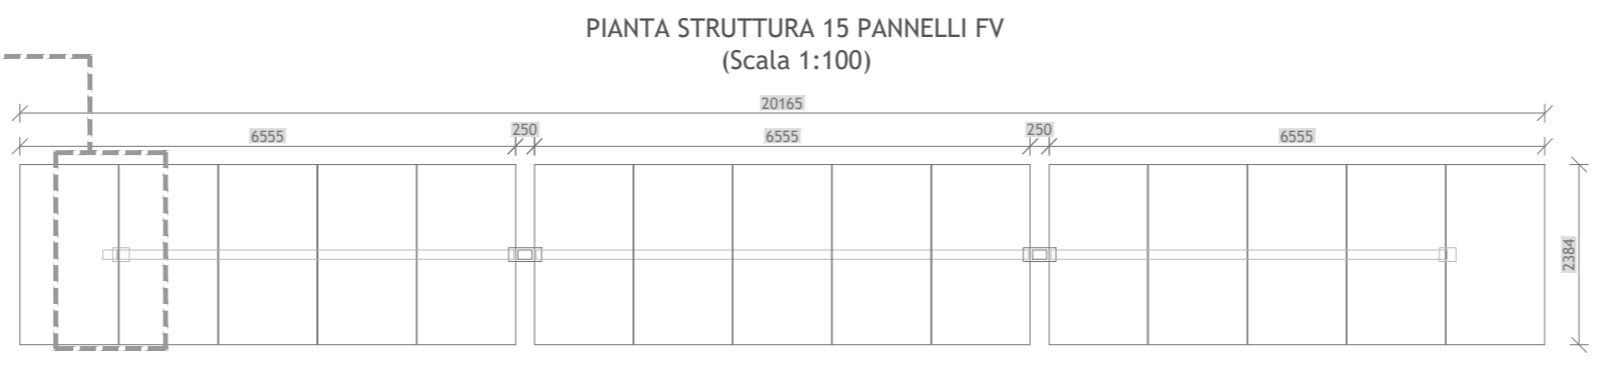 PIANTA STRUTTURA 15 PANNELLI FV
(Scala 1:100)
20165
6555 250 6555 250 6555
2384